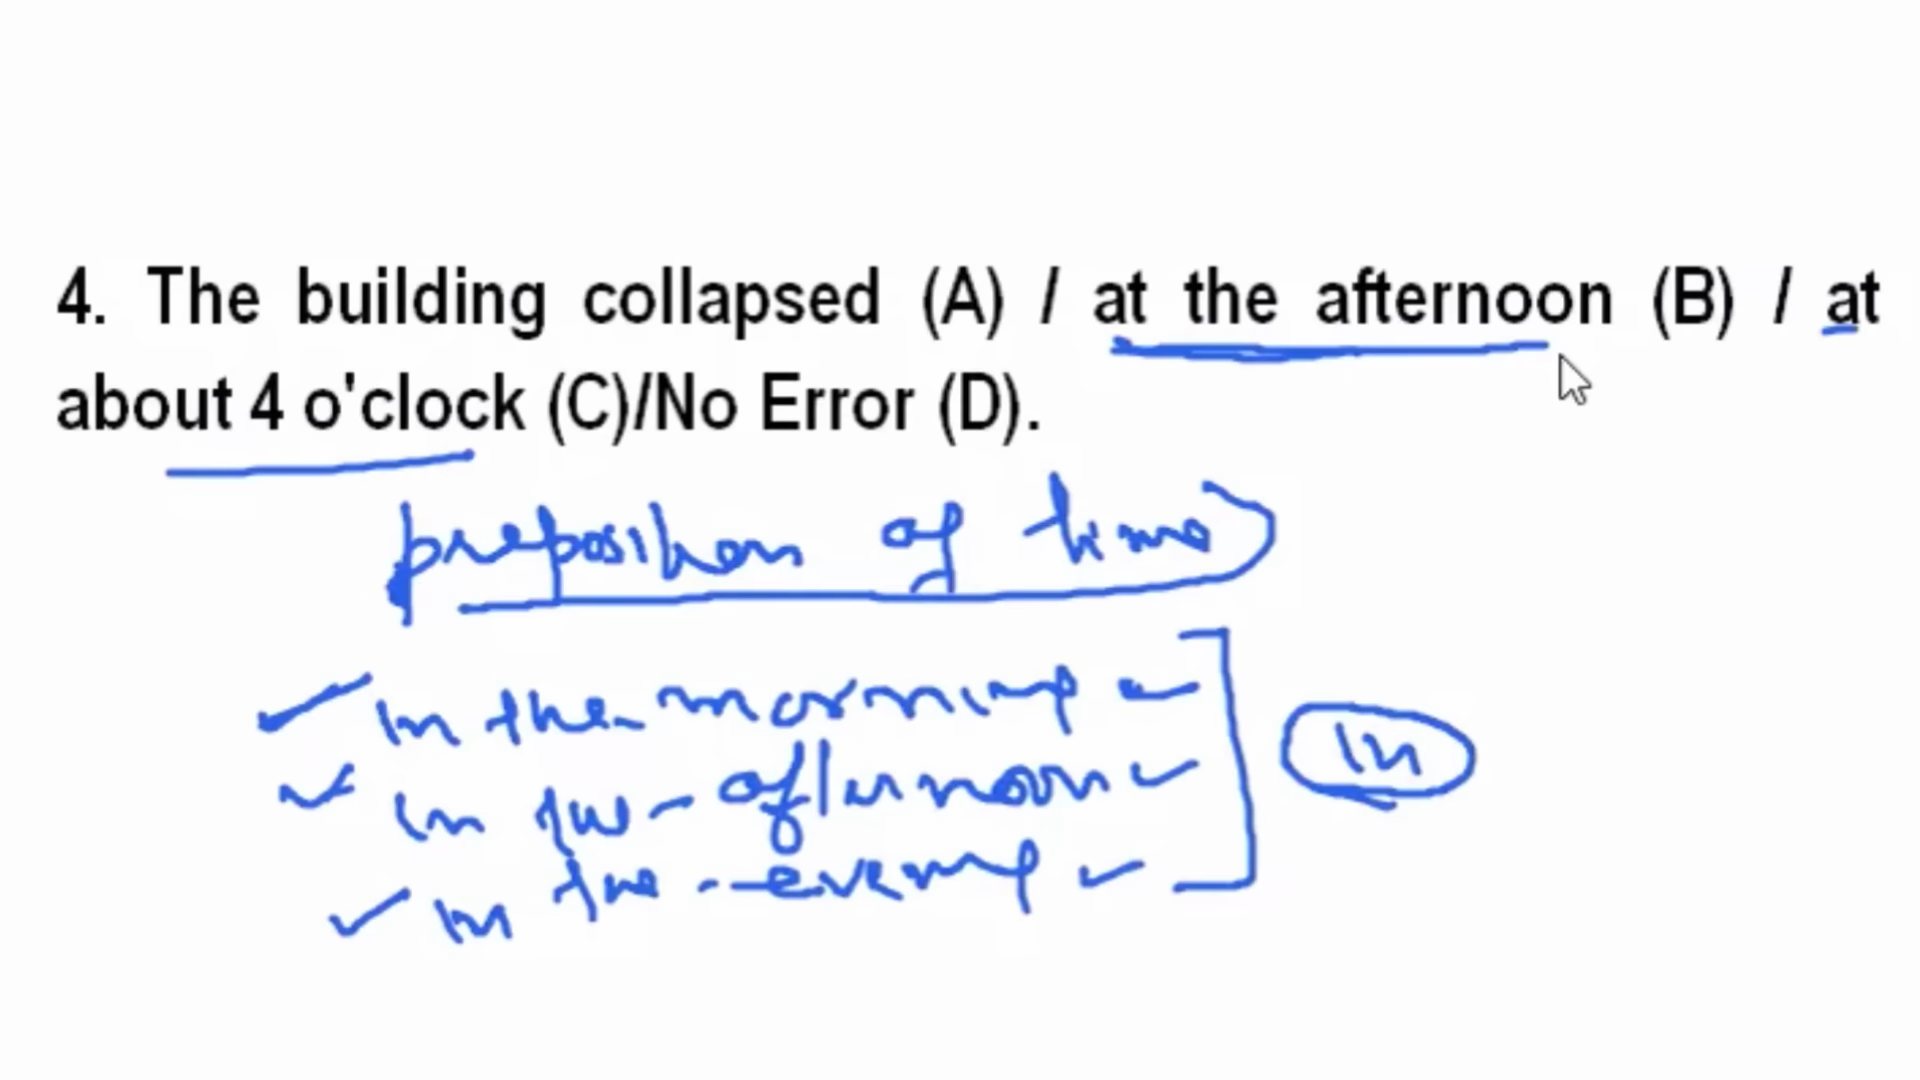 4. The building collapsed (A) / at the afternoon (B) / at
about 4 o'clock (C)/No Error (D).
preposition of time
in the morning
in the afternoon
in
in the evening